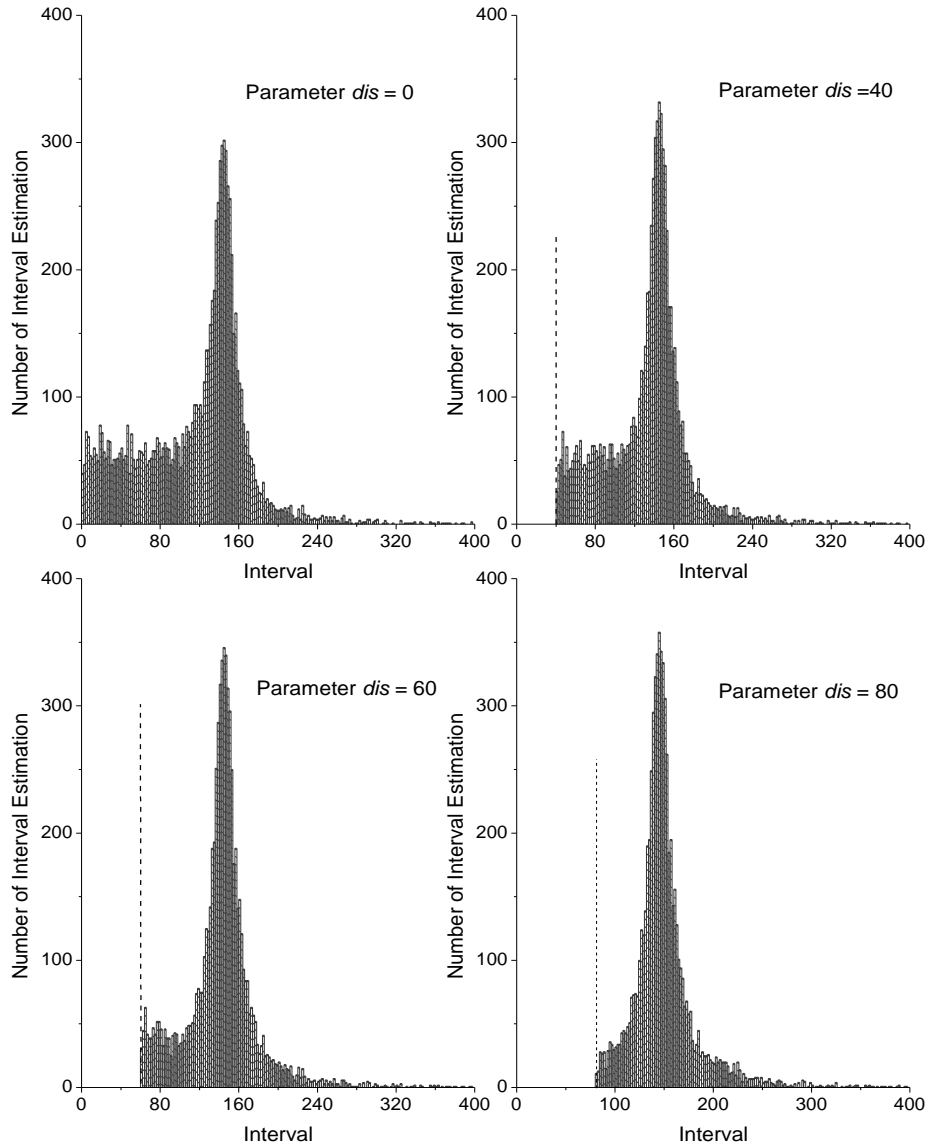 400
300
200
100
0
Number of Interval Estimation
Parameter dis = 0
0 80 160 240 320 400
Interval
400
300
200
100
0
Number of Interval Estimation
Parameter dis =40
0 80 160 240 320 400
Interval
400
300
200
100
0
Number of Interval Estimation
Parameter dis = 60
0 80 160 240 320 400
Interval
400
300
200
100
0
Number of Interval Estimation
Parameter dis = 80
0 100 200 300 400
Interval